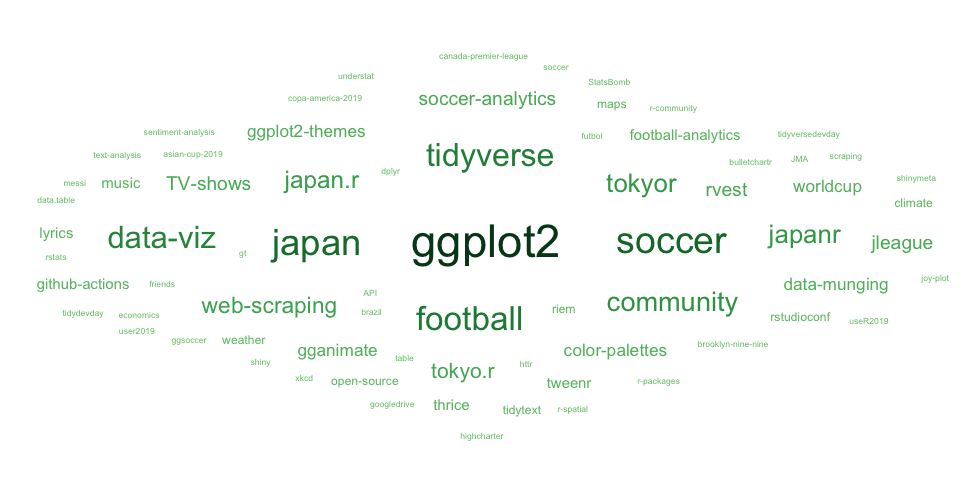 canada-premier-league
soccer
understat
StatsBomb
copa-america-2019
soccer-analytics
maps
r-community
sentiment-analysis
ggplot2-themes
futbol
football-analytics
tidyversedevday
text-analysis
asian-cup-2019
tidyverse
bulletchartr
JMA
scraping
messi
music
TV-shows
japan.r
dplyr
tokyor
rvest
worldcup
shinymeta
data.table
climate
lyrics
data-viz
gt
japan
ggplot2
soccer
japanr
jleague
rstats
github-actions
friends
API
data-munging
joy-plot
tidydevday
economics
web-scraping
brazil
football
riem
community
rstudioconf
useR2019
user2019
ggsoccer
weather
gganimate
table
color-palettes
brooklyn-nine-nine
shiny
xkcd
open-source
tokyo.r
httr
tweenr
r-packages
googledrive
thrice
tidytext
r-spatial
highcharter